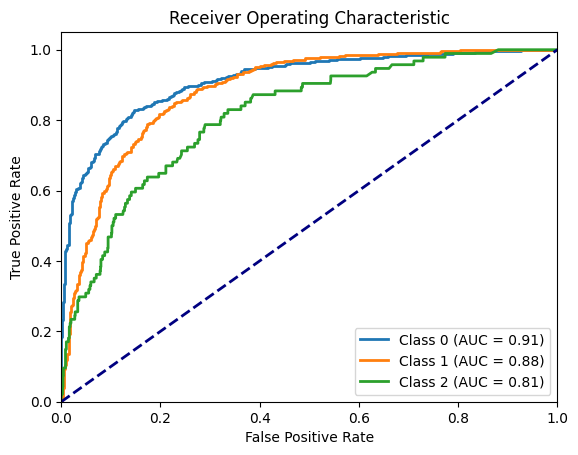 Receiver Operating Characteristic
1.0
0.8
0.6
0.4
0.2
0.0
True Positive Rate
Class 0 (AUC = 0.91)
Class 1 (AUC = 0.88)
Class 2 (AUC = 0.81)
0.0 0.2 0.4 0.6 0.8 1.0
False Positive Rate